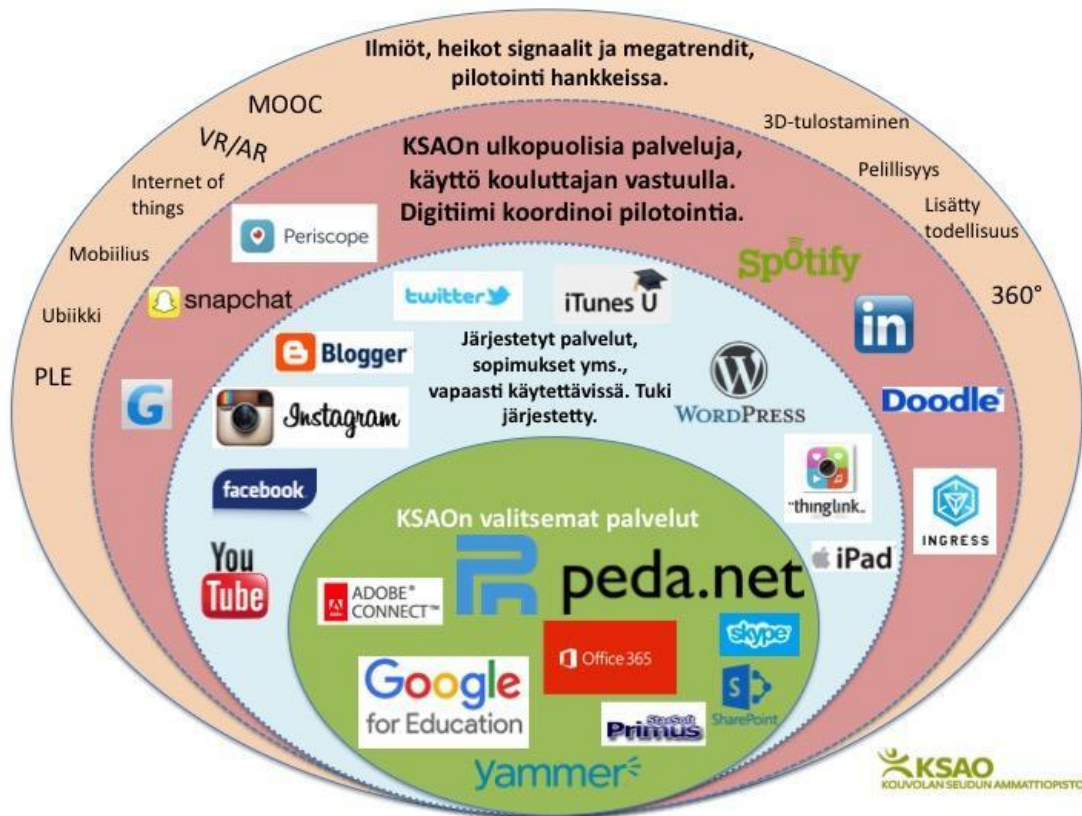 Ilmiöt, heikot signaalit ja megatrendit,
pilotointi hankkeissa.
MOOC
VR/AR
Internet of
things
Mobiilius
Ubiikki
PLE
3D-tulostaminen
Pelillisyys
Lisätty
todellisuus
360°
KSAOn ulkopuolisia palveluja,
käyttö kouluttajan vastuulla.
Digitiimi koordinoi pilotointia.
Periscope
snapchat
G
Spotify
in
Doodle
INGRESS
twitter
iTunes U
Blogger
Järjestetyt palvelut,
sopimukset yms.,
vapaasti käytettävissä. Tuki
järjestetty.
Instagram
WORDPRESS
facebook
thinglink..
You
Tube
iPad
KSAOn valitsemat palvelut
peda.net
ADOBE®
CONNECT™
skype
Office 365
Google
for Education
S
SharePoint
StarSoft
Primus
yammer
KSAO
KOUVOLAN SEUDUN AMMATTIOPISTO